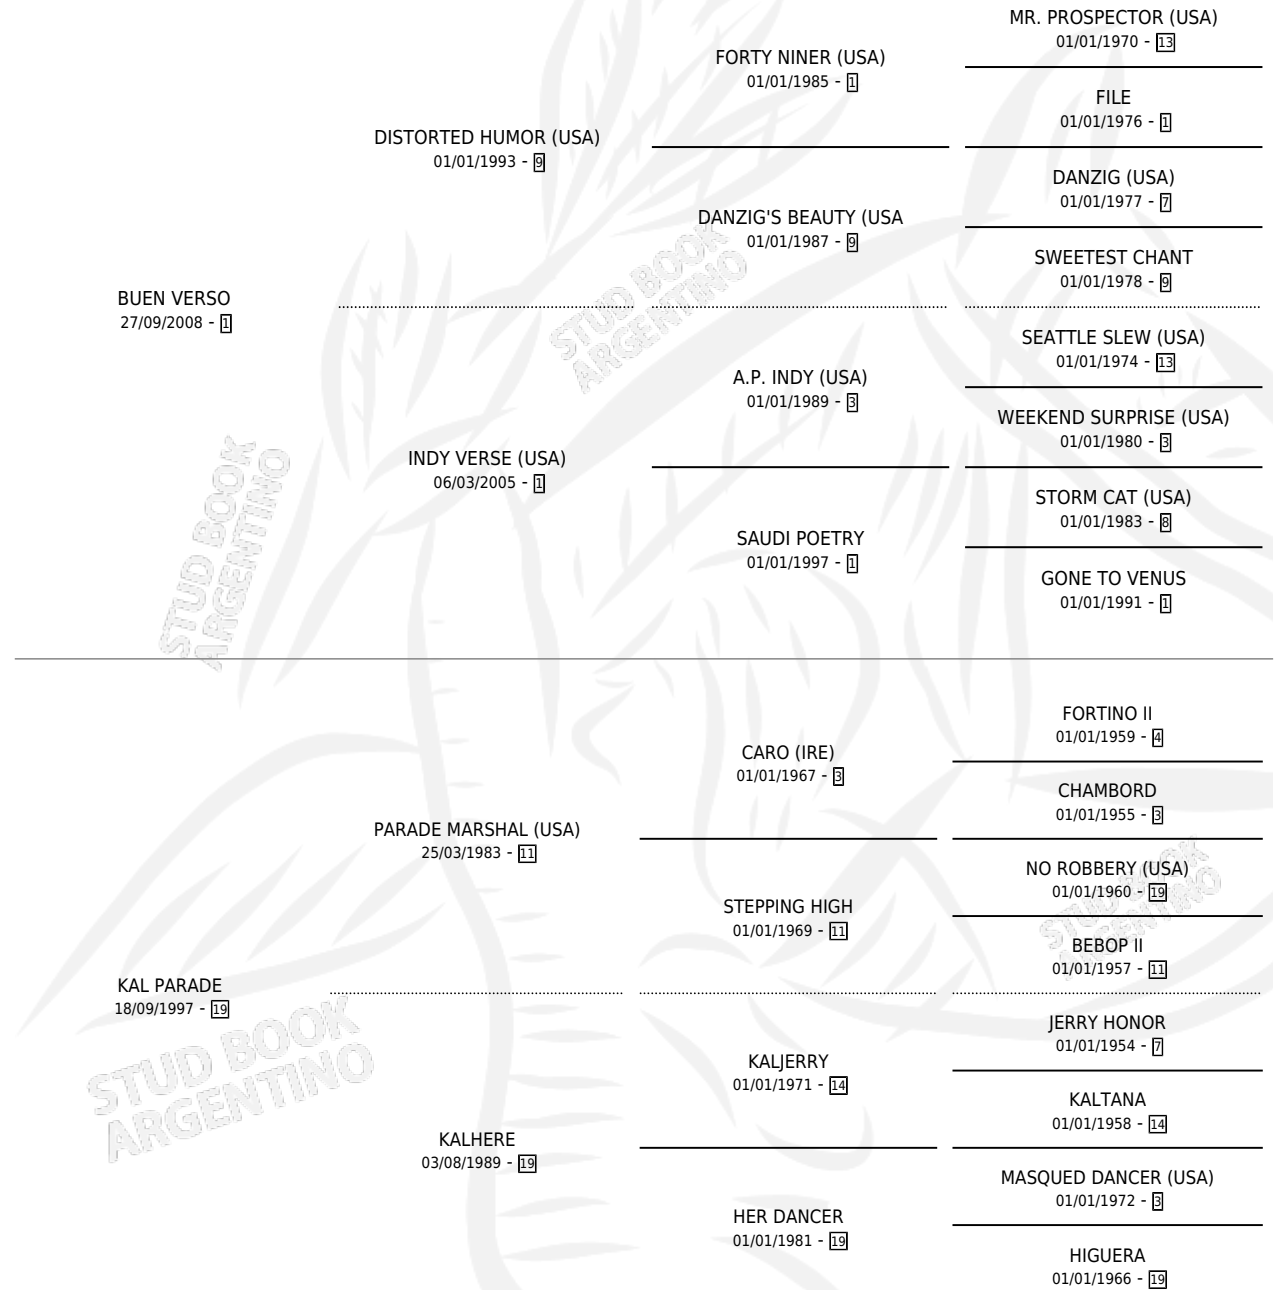 MR. PROSPECTOR (USA)
01/01/1970 - 13
FORTY NINER (USA)
01/01/1985 - 1
FILE
01/01/1976 - 1
DISTORTED HUMOR (USA)
01/01/1993 - 9
DANZIG (USA)
01/01/1977 - 7
DANZIG'S BEAUTY (USA
01/01/1987 - 9
SWEETEST CHANT
01/01/1978 - 9
BUEN VERSO
27/09/2008 - 1
SEATTLE SLEW (USA)
01/01/1974 - 13
A.P. INDY (USA)
01/01/1989 - 3
WEEKEND SURPRISE (USA)
01/01/1980 - 3
INDY VERSE (USA)
06/03/2005 - 1
STORM CAT (USA)
01/01/1983 - 8
SAUDI POETRY
01/01/1997 - 1
GONE TO VENUS
01/01/1991 - 1
FORTINO II
01/01/1959 - 4
CARO (IRE)
01/01/1967 - 3
CHAMBORD
01/01/1955 - 3
PARADE MARSHAL (USA)
25/03/1983 - 11
NO ROBBERY (USA)
01/01/1960 - 19
STEPPING HIGH
01/01/1969 - 11
BEBOP II
01/01/1957 - 11
KAL PARADE
18/09/1997 - 19
JERRY HONOR
01/01/1954 - 7
KALJERRY
01/01/1971 - 14
KALTANA
01/01/1958 - 14
KALHERE
03/08/1989 - 19
MASQUED DANCER (USA)
01/01/1972 - 3
HER DANCER
01/01/1981 - 19
HIGUERA
01/01/1966 - 19
STUD BOOK
ARGENTINO
STUD BOOK
ARGENTINO
STUD BOOK
ARGENTINO
STUD BOOK
ARGENTINO